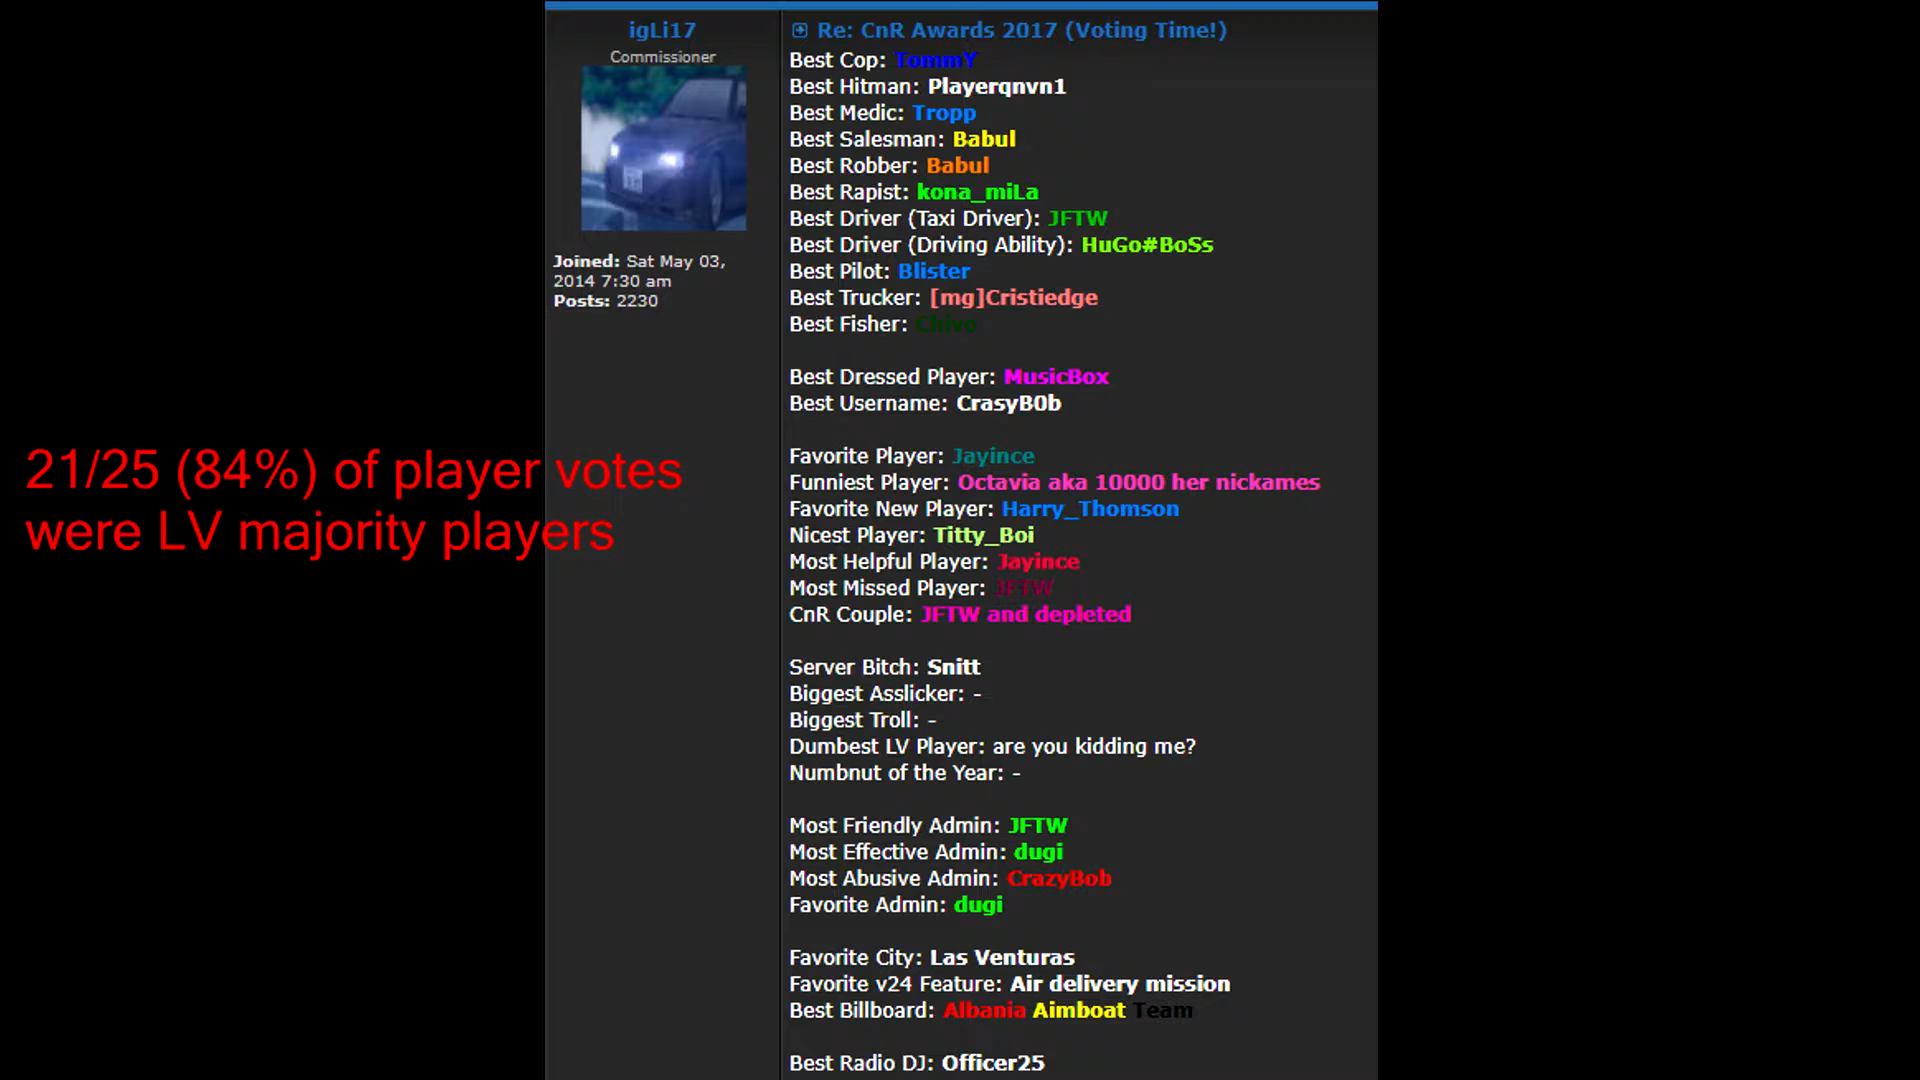 igLi17
Commissioner
Joined: Sat May 03,
2014 7:30 am
Posts: 2230
21/25 (84%) of player votes
were LV majority players
Re: CnR Awards 2017 (Voting Time!)
Best Cop: TommY
Best Hitman: Playerqnvn1
Best Medic: Tropp
Best Salesman: Babul
Best Robber: Babul
Best Rapist: kona_miLa
Best Driver (Taxi Driver): JFTW
Best Driver (Driving Ability): HuGo#BoSs
Best Pilot: Blister
Best Trucker: [mg]Cristiedge
Best Fisher: Chivo
Best Dressed Player: MusicBox
Best Username: CrasyB0b
Favorite Player: Jayince
Funniest Player: Octavia aka 10000 her nickames
Favorite New Player: Harry_Thomson
Nicest Player: Titty_Boi
Most Helpful Player: Jayince
Most Missed Player: JFTW
CnR Couple: JFTW and depleted
Server Bitch: Snitt
Biggest Asslicker: -
Biggest Troll: -
Dumbest LV Player: are you kidding me?
Numbnut of the Year: -
Most Friendly Admin: JFTW
Most Effective Admin: dugi
Most Abusive Admin: CrazyBob
Favorite Admin: dugi
Favorite City: Las Venturas
Favorite v24 Feature: Air delivery mission
Best Billboard: Albania Aimboat Team
Best Radio DJ: Officer25